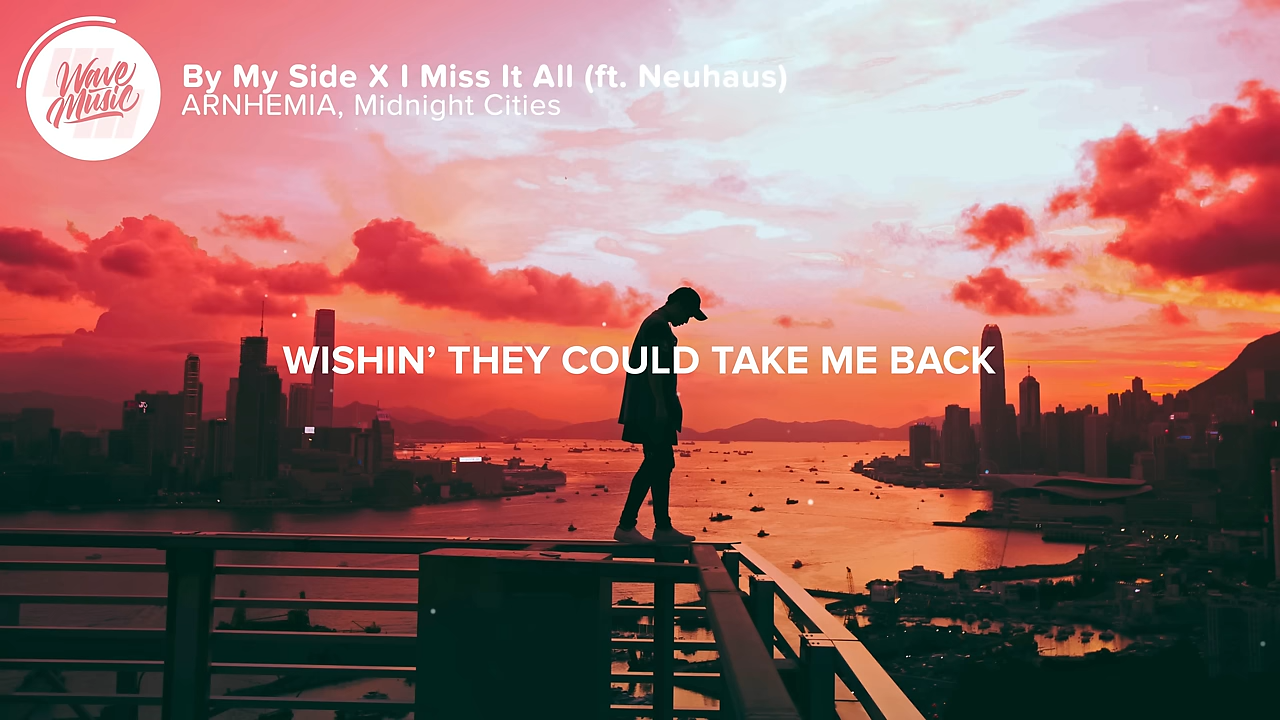 Wave
Music
By My Side X I Miss It All (ft. Neuhaus)
ARNHEMIA, Midnight Cities
WISHIN’ THEY COULD TAKE ME BACK